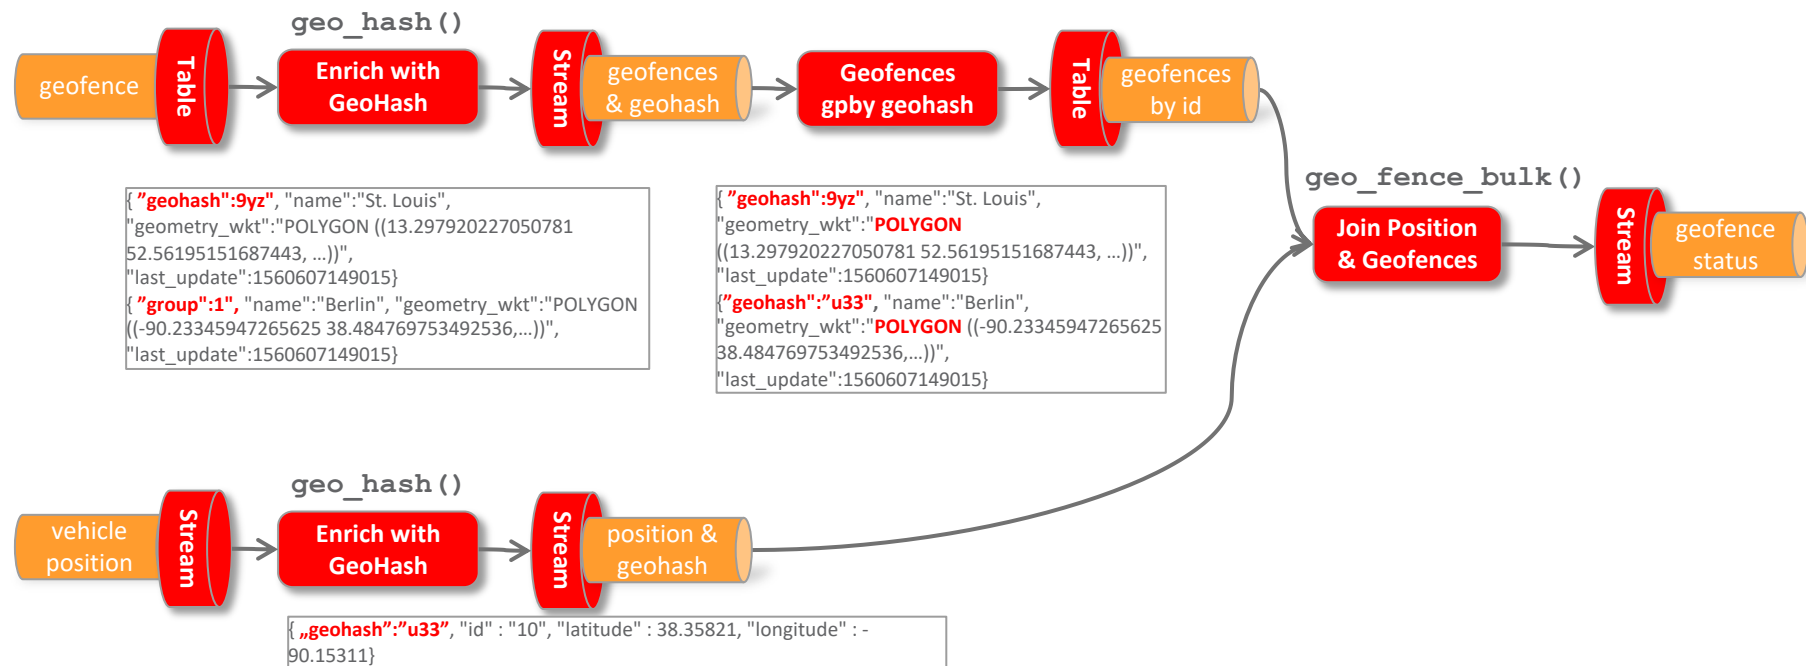 geo_hash()
geofence
Table
Enrich with
GeoHash
Stream
geofences
& geohash
Geofences
gpby geohash
Table
geofences
by id
{ ”geohash":9yz", "name":"St. Louis",
"geometry_wkt":"POLYGON ((13.297920227050781
52.56195151687443, ...))",
"last_update":1560607149015}
{ "group":1", "name":"Berlin", "geometry_wkt":"POLYGON
((-90.23345947265625 38.484769753492536,...))",
"last_update":1560607149015}
{ ”geohash":9yz", "name":"St. Louis",
"geometry_wkt":"POLYGON
((13.297920227050781 52.56195151687443, ...))",
"last_update":1560607149015}
{”geohash":”u33", "name":"Berlin",
"geometry_wkt":"POLYGON ((-90.23345947265625
38.484769753492536,...))",
"last_update":1560607149015}
geo_fence_bulk()
Join Position
& Geofences
Stream
geofence
status
geo_hash()
vehicle
position
Stream
Enrich with
GeoHash
Stream
position &
geohash
{ „geohash”:”u33”, "id" : "10", "latitude" : 38.35821, "longitude" : -
90.15311}